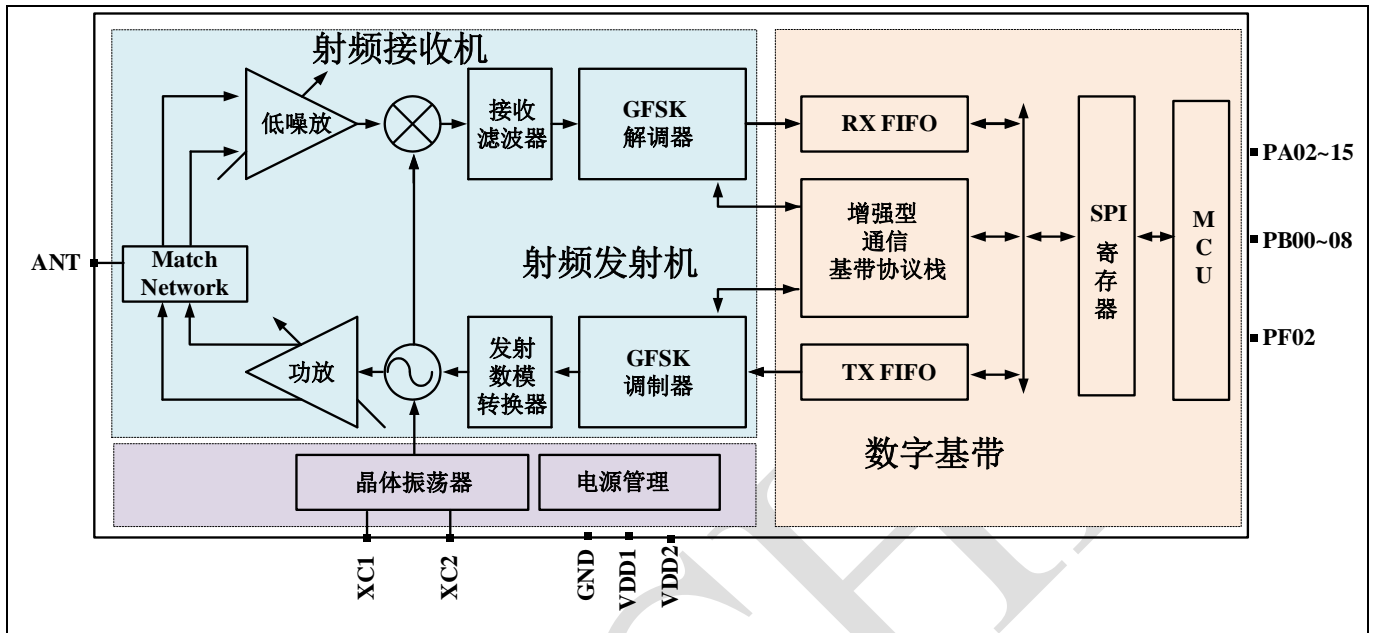 射频接收机
低噪放
接收
滤波器
GFSK
解调器
RX FIFO
增强型
通信
基带协议栈
SPI
寄
存
器
M
C
U
PA02~15
PB00~08
PF02
ANT
Match
Network
射频发射机
功放
发射
数模
转换器
GFSK
调制器
TX FIFO
数字基带
晶体振荡器
电源管理
XC1
XC2
GND
VDD1
VDD2